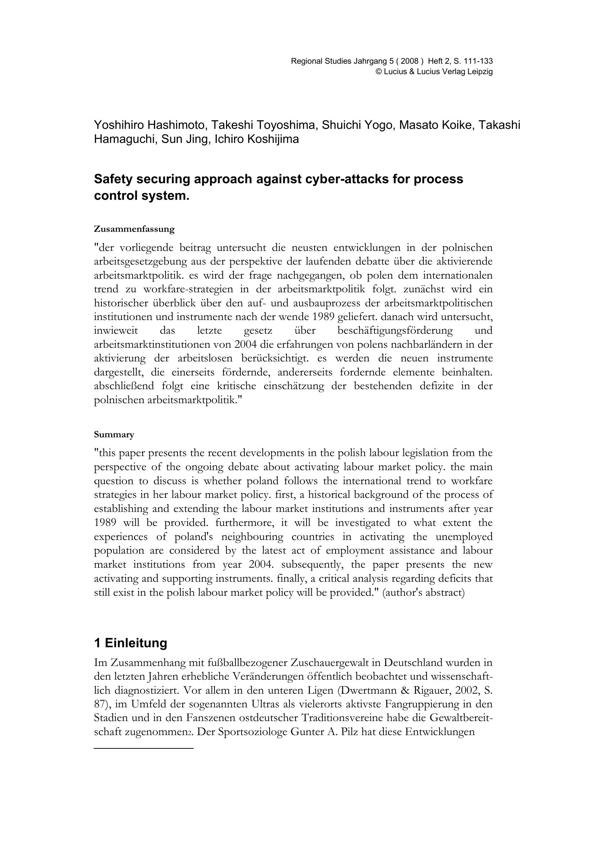 Regional Studies Jahrgang 5 ( 2008 ) Heft 2, S. 111-133
© Lucius & Lucius Verlag Leipzig
Yoshihiro Hashimoto, Takeshi Toyoshima, Shuichi Yogo, Masato Koike, Takashi
Hamaguchi, Sun Jing, Ichiro Koshijima
Safety securing approach against cyber-attacks for process
control system.
Zusammenfassung
"der vorliegende beitrag untersucht die neusten entwicklungen in der polnischen
arbeitsgesetzgebung aus der perspektive der laufenden debatte über die aktivierende
arbeitsmarktpolitik. es wird der frage nachgegangen, ob polen dem internationalen
trend zu workfare-strategien in der arbeitsmarktpolitik folgt. zunächst wird ein
historischer überblick über den auf- und ausbauprozess der arbeitsmarktpolitischen
institutionen und instrumente nach der wende 1989 geliefert. danach wird untersucht,
inwieweit das letzte gesetz über beschäftigungsförderung und
arbeitsmarktinstitutionen von 2004 die erfahrungen von polens nachbarländern in der
aktivierung der arbeitslosen berücksichtigt. es werden die neuen instrumente
dargestellt, die einerseits fördernde, andererseits fordernde elemente beinhalten.
abschließend folgt eine kritische einschätzung der bestehenden defizite in der
polnischen arbeitsmarktpolitik."
Summary
"this paper presents the recent developments in the polish labour legislation from the
perspective of the ongoing debate about activating labour market policy. the main
question to discuss is whether poland follows the international trend to workfare
strategies in her labour market policy. first, a historical background of the process of
establishing and extending the labour market institutions and instruments after year
1989 will be provided. furthermore, it will be investigated to what extent the
experiences of poland's neighbouring countries in activating the unemployed
population are considered by the latest act of employment assistance and labour
market institutions from year 2004. subsequently, the paper presents the new
activating and supporting instruments. finally, a critical analysis regarding deficits that
still exist in the polish labour market policy will be provided." (author's abstract)
1 Einleitung
Im Zusammenhang mit fußballbezogener Zuschauergewalt in Deutschland wurden in
den letzten Jahren erhebliche Veränderungen öffentlich beobachtet und wissenschaft-
lich diagnostiziert. Vor allem in den unteren Ligen (Dwertmann & Rigauer, 2002, S.
87), im Umfeld der sogenannten Ultras als vielerorts aktivste Fangruppierung in den
Stadien und in den Fanszenen ostdeutscher Traditionsvereine habe die Gewaltbereit-
schaft zugenommen2. Der Sportsoziologe Gunter A. Pilz hat diese Entwicklungen